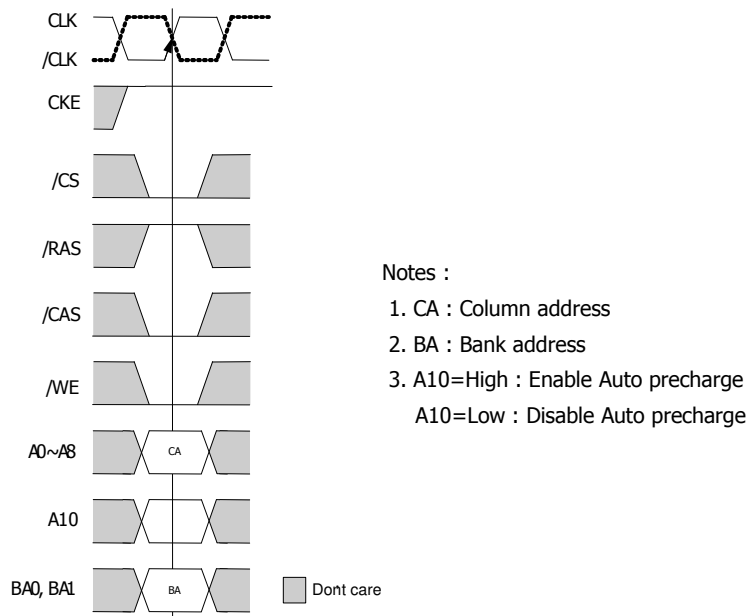 CLK
/CLK
CKE
/CS
/RAS
/CAS
/WE
A0~A8
CA
A10
BA0, BA1
BA
Dont care
Notes :
1. CA : Column address
2. BA : Bank address
3. A10=High : Enable Auto precharge
A10=Low : Disable Auto precharge